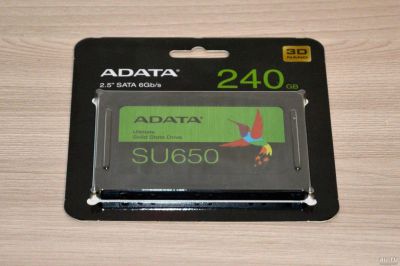 ADATA
2.5" SATA 6Gb/s
240
GB
3D
NAND
ADATA
Ultimate
Solid State Drive
SU650